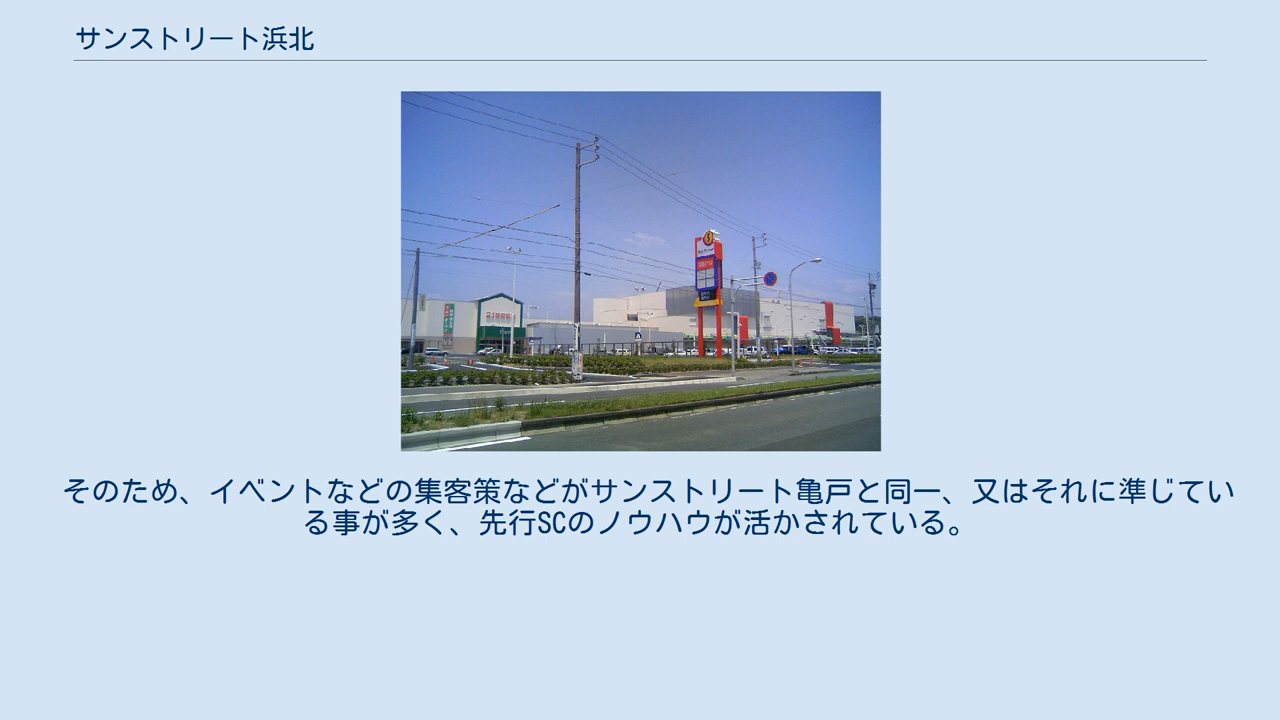 サンストリート浜北
そのため、イベントなどの集客策などがサンストリート亀戸と同一、又はそれに準じてい
る事が多く、先行SCのノウハウが活かされている。